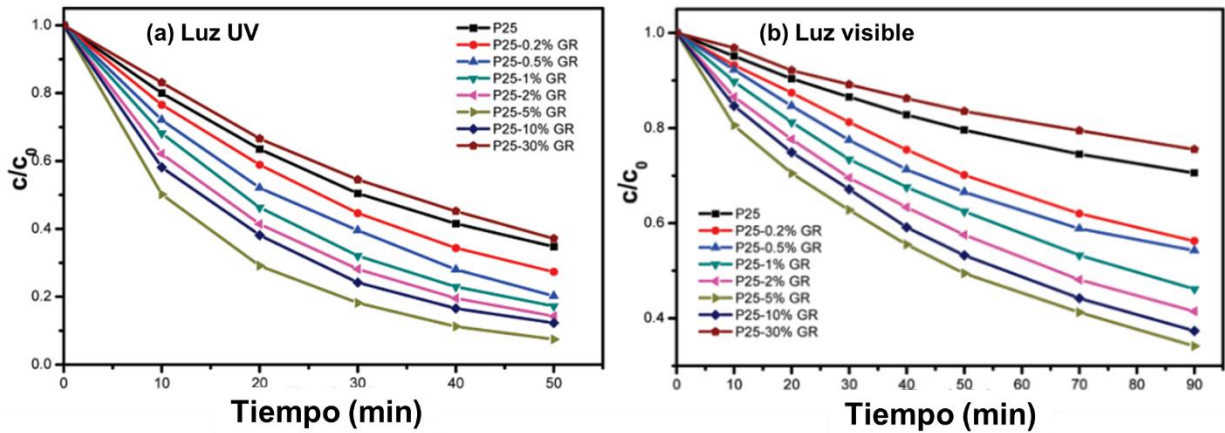 (a) Luz UV
P25
P25-0.2% GR
P25-0.5% GR
P25-1% GR
P25-2% GR
P25-5% GR
P25-10% GR
P25-30% GR
c/c0
1.0
0.8
0.6
0.4
0.2
0.0
0 10 20 30 40 50
Tiempo (min)
(b) Luz visible
P25
P25-0.2% GR
P25-0.5% GR
P25-1% GR
P25-2% GR
P25-5% GR
P25-10% GR
P25-30% GR
c/c0
1.0
0.8
0.6
0.4
0 10 20 30 40 50 60 70 80 90
Tiempo (min)